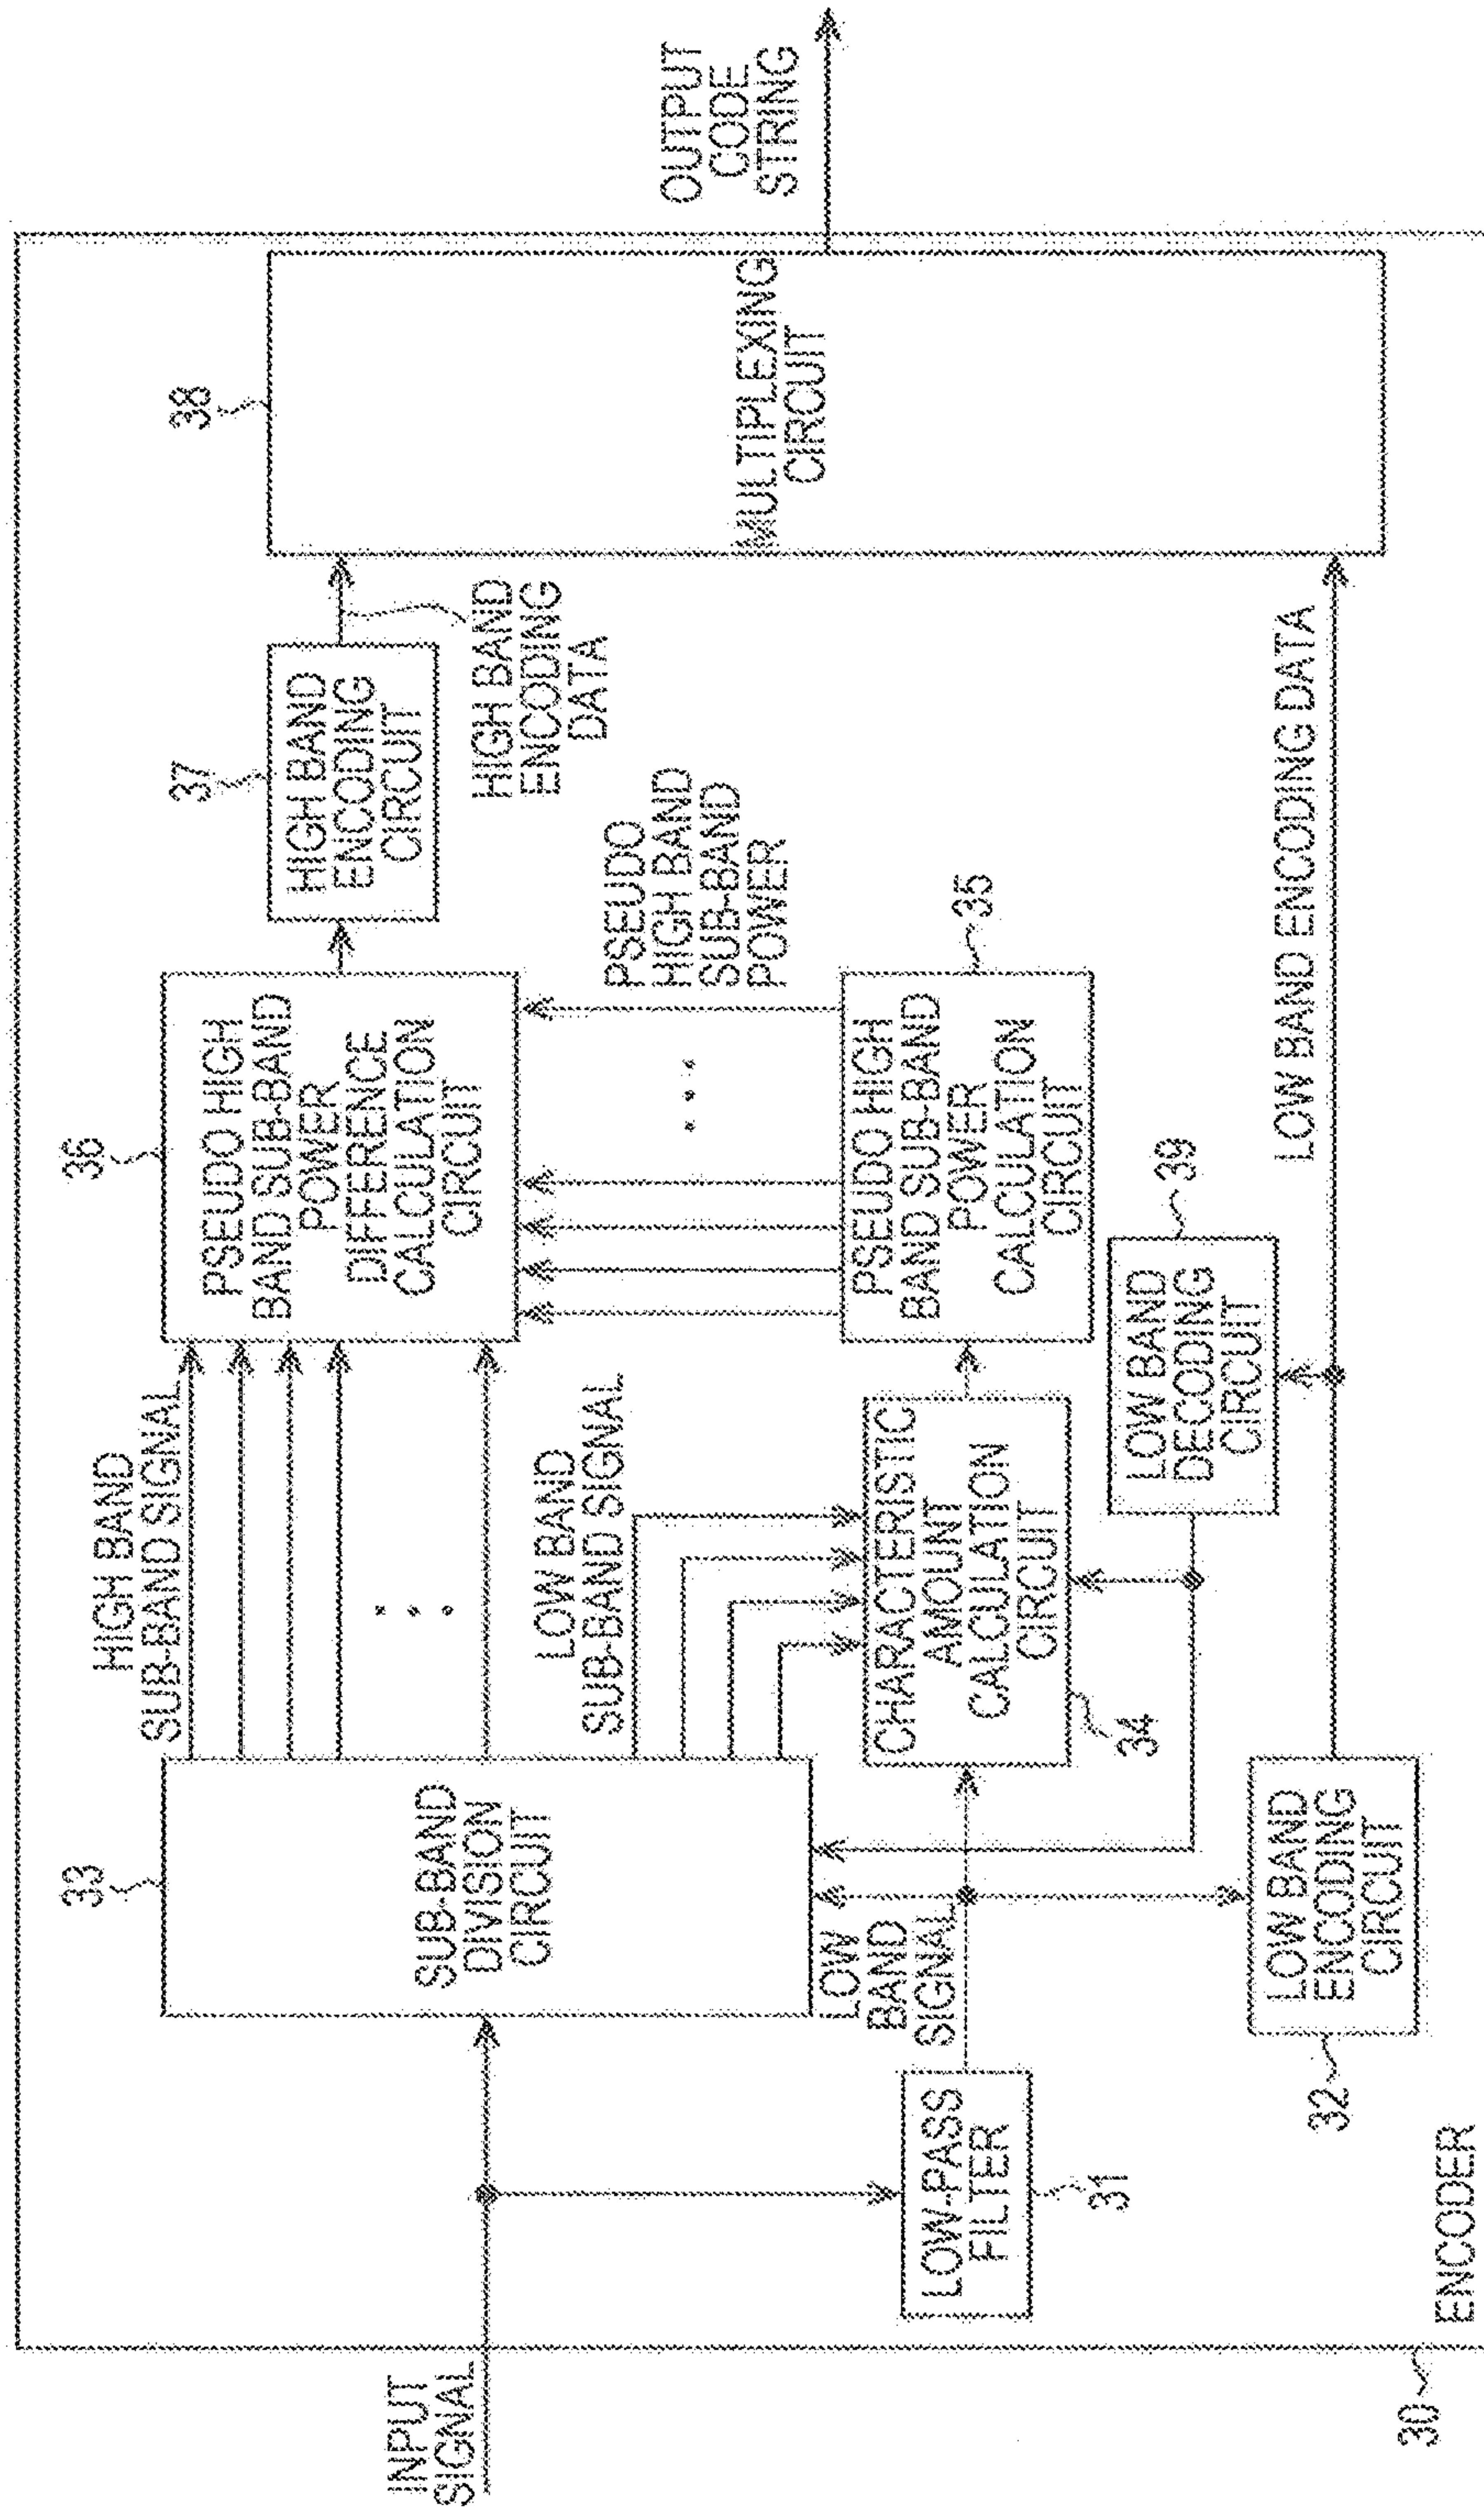 INPUT
SIGNAL
30
ENCODER
33
SUB-BAND
DIVISION
CIRCUIT
LOW-PASS
FILTER
31
LOW
BAND
SIGNAL
32
LOW BAND
ENCODING
CIRCUIT
HIGH BAND
SUB-BAND SIGNAL
LOW BAND
SUB-BAND SIGNAL
CHARACTERISTIC
AMOUNT
CALCULATION
CIRCUIT
34
LOW BAND
DECODING
CIRCUIT
39
36
PSEUDO HIGH
BAND SUB-BAND
POWER
DIFFERENCE
CALCULATION
CIRCUIT
PSEUDO HIGH
BAND SUB-BAND
POWER
CALCULATION
CIRCUIT
35
PSEUDO
HIGH BAND
SUB-BAND
POWER
37
HIGH BAND
ENCODING
CIRCUIT
HIGH BAND
ENCODING
DATA
LOW BAND ENCODING DATA
38
MULTIPLEXING
CIRCUIT
OUTPUT
CODE
STRING